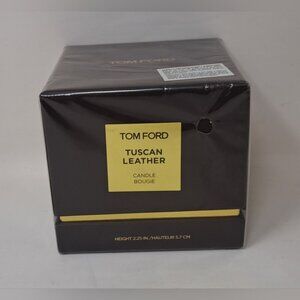 TOM FORD
TOM FORD
TUSCAN
LEATHER
CANDLE
BOUGIE
HEIGHT 2.25 IN./HAUTEUR 5.7 CM